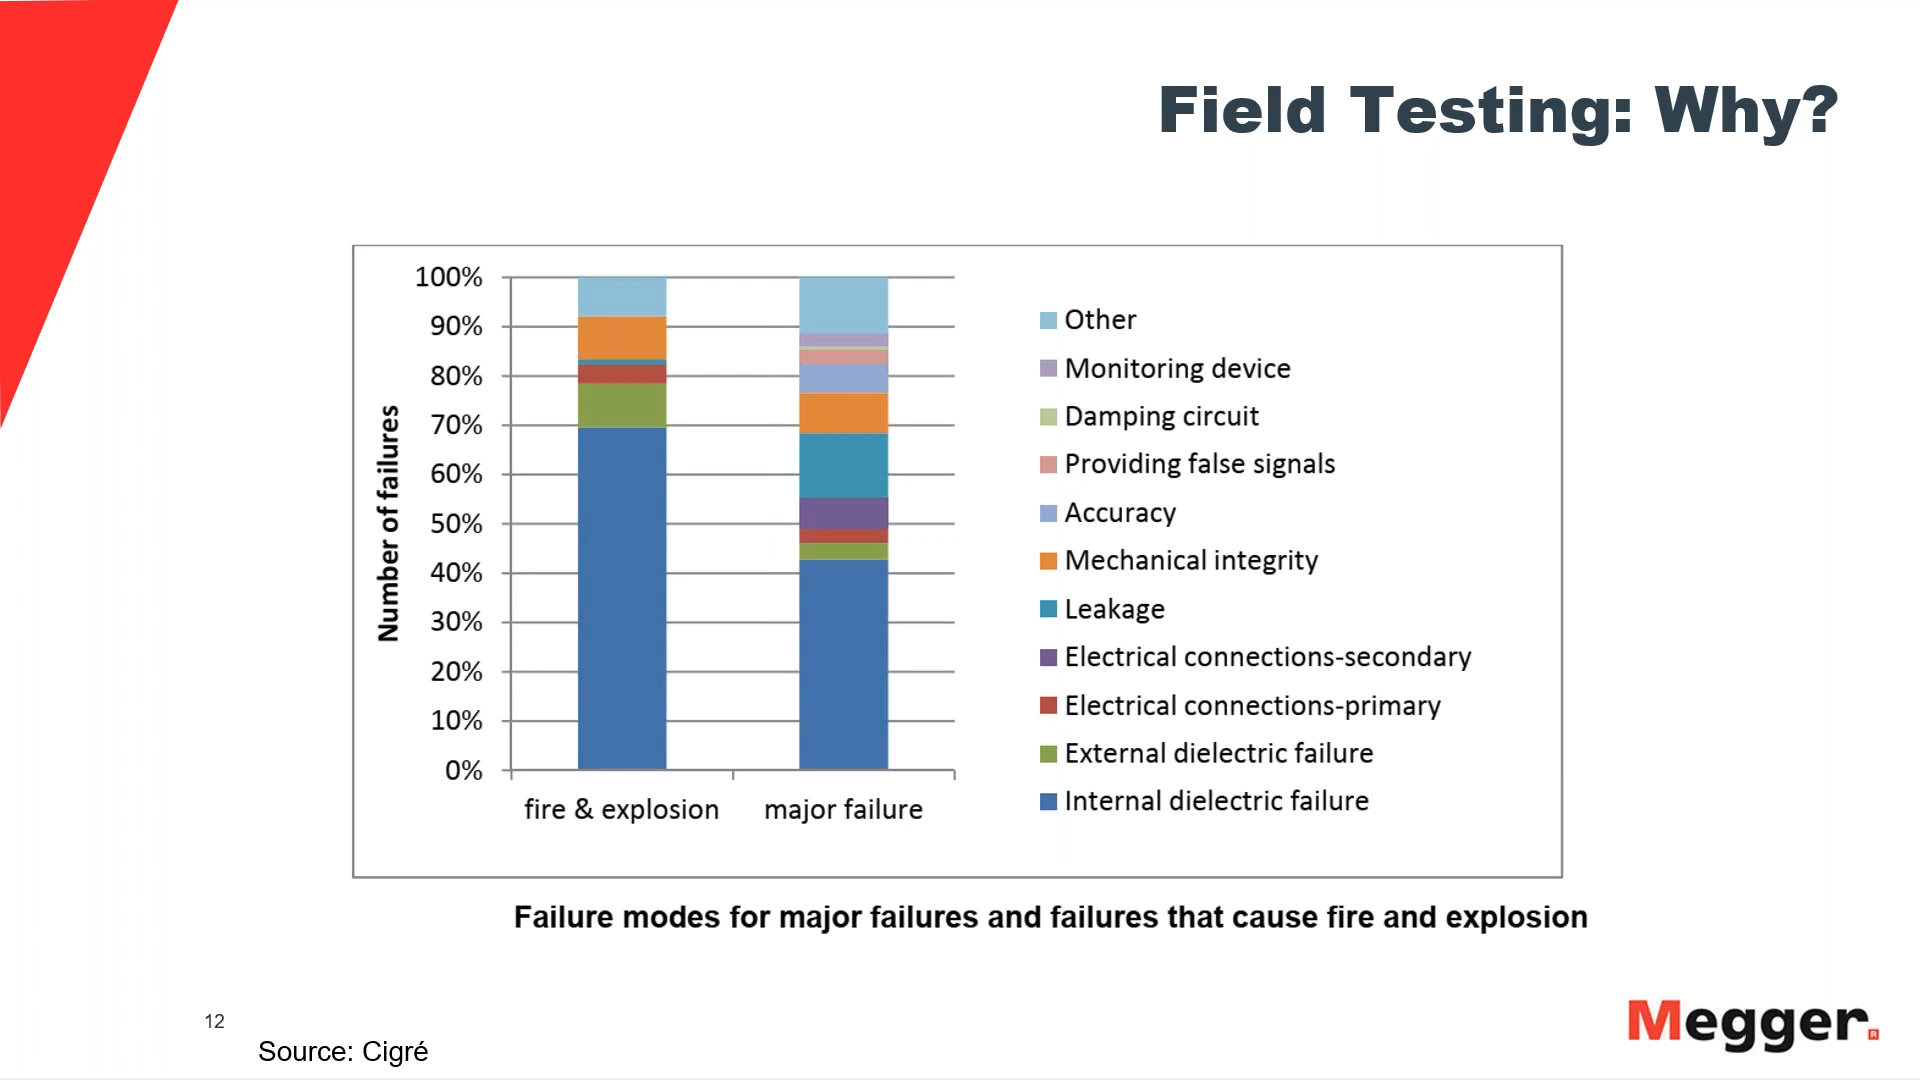 Field Testing: Why?
100%
90%
80%
70%
60%
50%
40%
30%
20%
10%
0%
Number of failures
fire & explosion
major failure
Other
Monitoring device
Damping circuit
Providing false signals
Accuracy
Mechanical integrity
Leakage
Electrical connections-secondary
Electrical connections-primary
External dielectric failure
Internal dielectric failure
Failure modes for major failures and failures that cause fire and explosion
12
Source: Cigré
Megger.